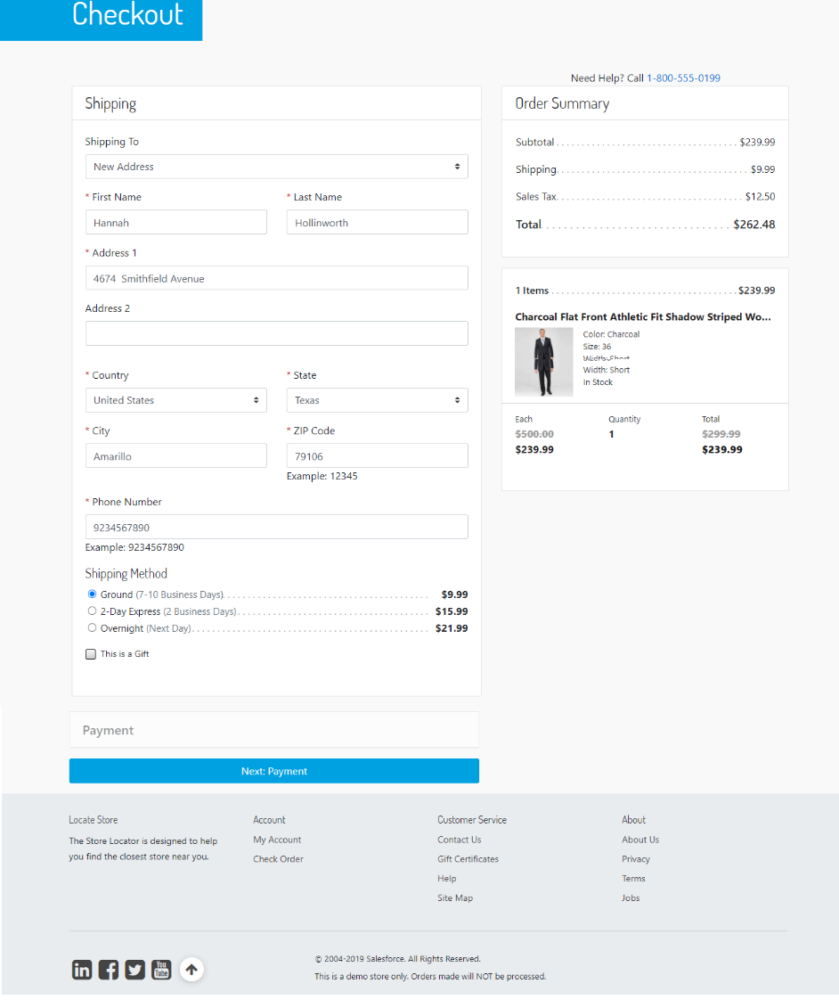 Checkout
Need Help? Call 1-800-555-0199
Shipping
Shipping To
New Address
* First Name
* Last Name
Hannah
Hollinworth
* Address 1
4674  Smithfield Avenue
Address 2
* Country
* State
United States
Texas
* City
* ZIP Code
Amarillo
79106
Example: 12345
* Phone Number
9234567890
Example: 9234567890
Shipping Method
Ground (7-10 Business Days) $9.99
2-Day Express (2 Business Days) $15.99
Overnight (Next Day) $21.99
This is a Gift
Payment
Next: Payment
Order Summary
Subtotal $239.99
Shipping $9.99
Sales Tax $12.50
Total $262.48
1 Items $239.99
Charcoal Flat Front Athletic Fit Shadow Striped Wo...
Color: Charcoal
Size: 36
Width: Short
Width: Short
In Stock
Each
Quantity
Total
$500.00
1
$299.99
$239.99
$239.99
Locate Store
The Store Locator is designed to help
you find the closest store near you.
Account
My Account
Check Order
Customer Service
Contact Us
Gift Certificates
Help
Site Map
About
About Us
Privacy
Terms
Jobs
in
You
Tube
© 2004-2019 Salesforce. All Rights Reserved.
This is a demo store only. Orders made will NOT be processed.